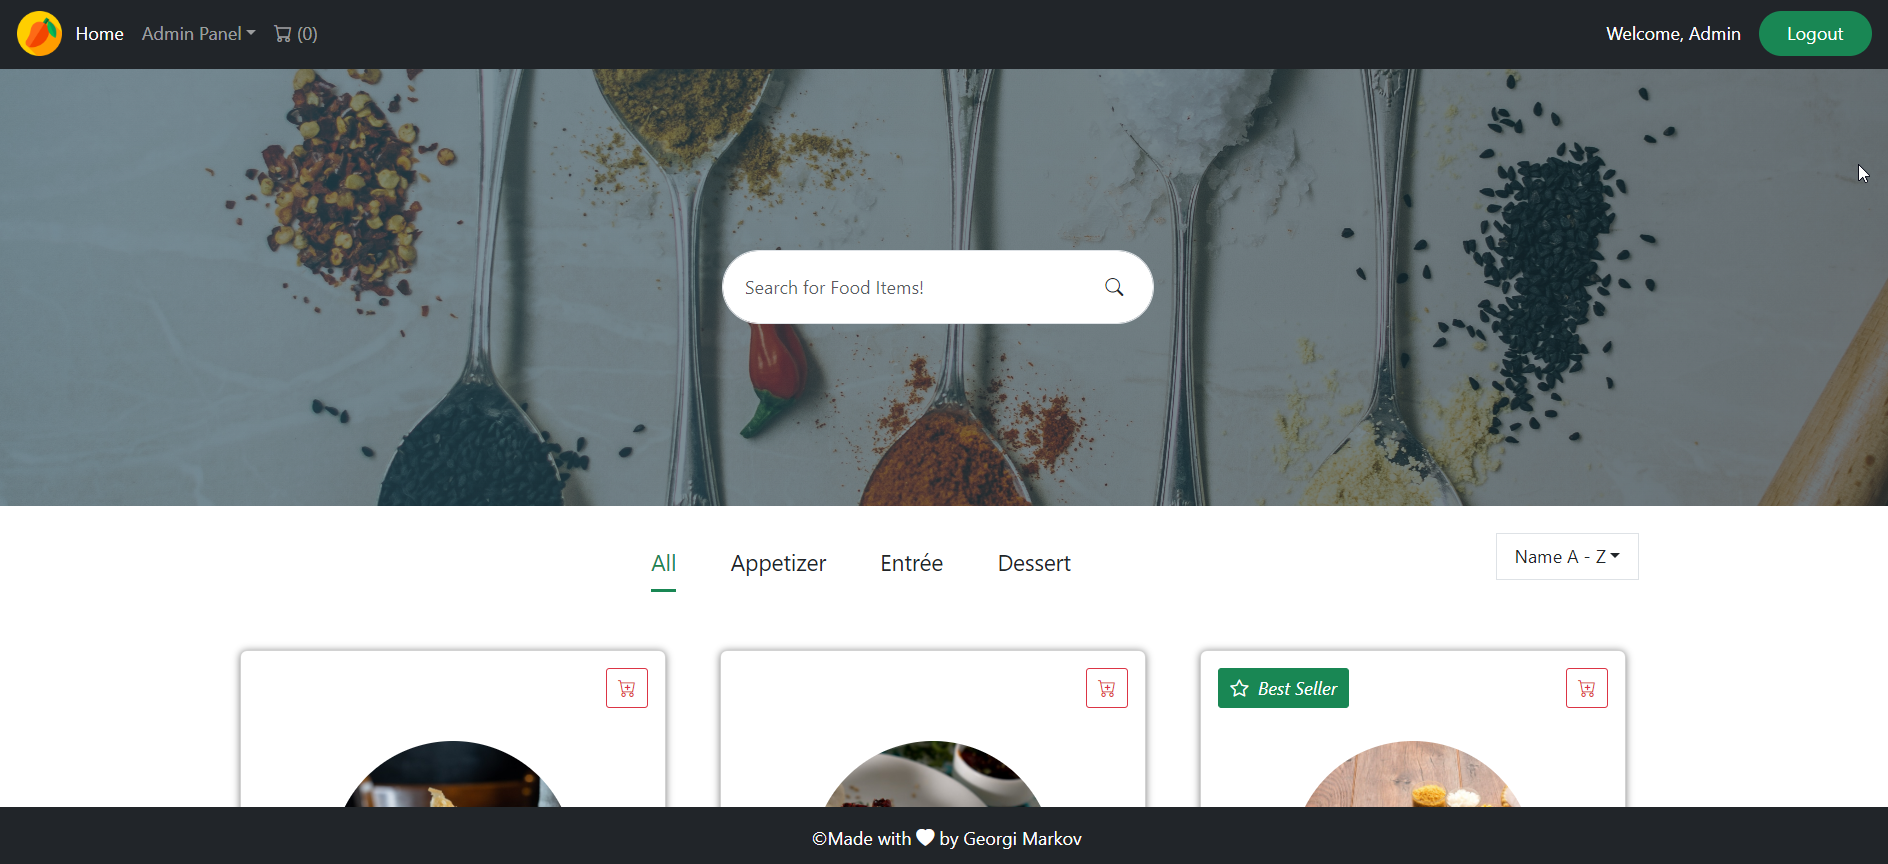 Home Admin Panel (0) Welcome, Admin Logout
Search for Food Items!
All Appetizer Entrée Dessert Name A - Z
Best Seller
©Made with by Georgi Markov